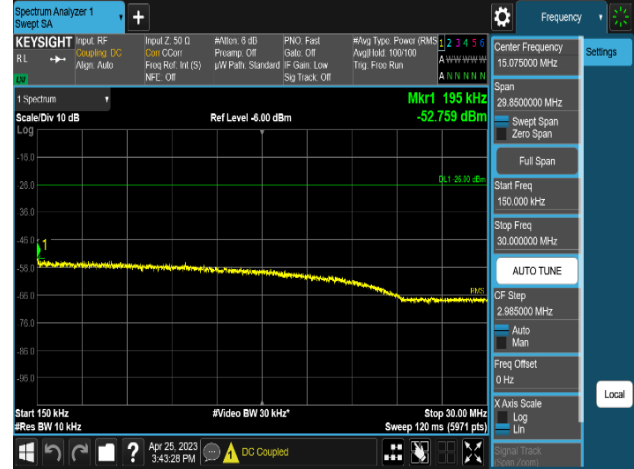 Spectrum Analyzer 1
Swept SA
Frequency
KEYSIGHT
Input: RF
Input Z: 50 Ω
#Atten: 6 dB
PNO: Fast
#Avg Type: Power (RMS
1 2 3 4 5 6
R L
Coupling: DC
Corr CCorr
Preamp: Off
Gate: Off
Avg|Hold: 100/100
A WW WW W
Align: Auto
Freq Ref: Int (S)
µW Path: Standard
IF Gain: Low
Trig: Free Run
NFE: Off
Sig Track: Off
A N N N N N
LXI
1 Spectrum
Mkr1 195 kHz
Scale/Div 10 dB
Ref Level -6.00 dBm
-52.759 dBm
Log
-16.0
DL1 -26.00 dBm
-26.0
-36.0
-46.0
1
-56.0
RMS
-66.0
-76.0
-86.0
-96.0
Start 150 kHz
#Video BW 30 kHz*
Stop 30.00 MHz
#Res BW 10 kHz
Sweep 120 ms (5971 pts)
?
Apr 25, 2023
3:43:28 PM
DC Coupled
Center Frequency
15.075000 MHz
Settings
Span
29.8500000 MHz
Swept Span
Zero Span
Full Span
Start Freq
150.000 kHz
Stop Freq
30.000000 MHz
AUTO TUNE
CF Step
2.985000 MHz
Auto
Man
Freq Offset
0 Hz
Local
X Axis Scale
Log
Lin
Signal Track
(Span Zoom)